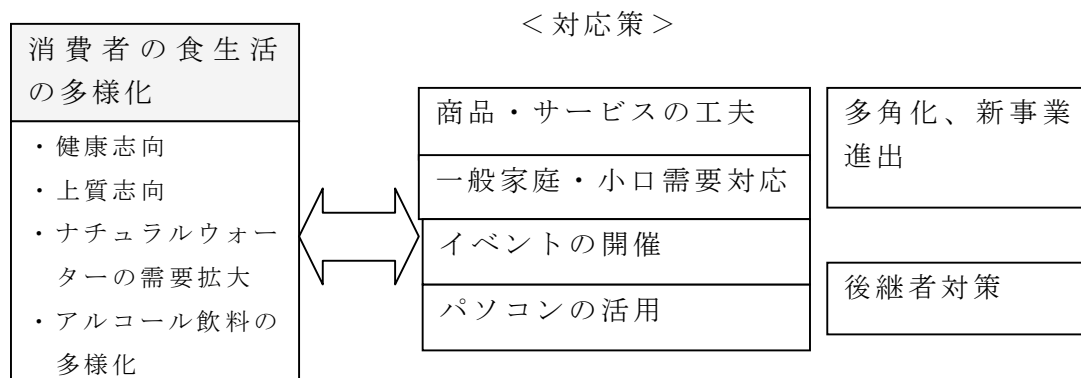 ＜対応策＞
消費者の食生活
の多様化
・健康志向
・上質志向
・ナチュラルウォー
ターの需要拡大
・アルコール飲料の
多様化
商品・サービスの工夫
一般家庭・小口需要対応
イベントの開催
パソコンの活用
多角化、新事業
進出
後継者対策